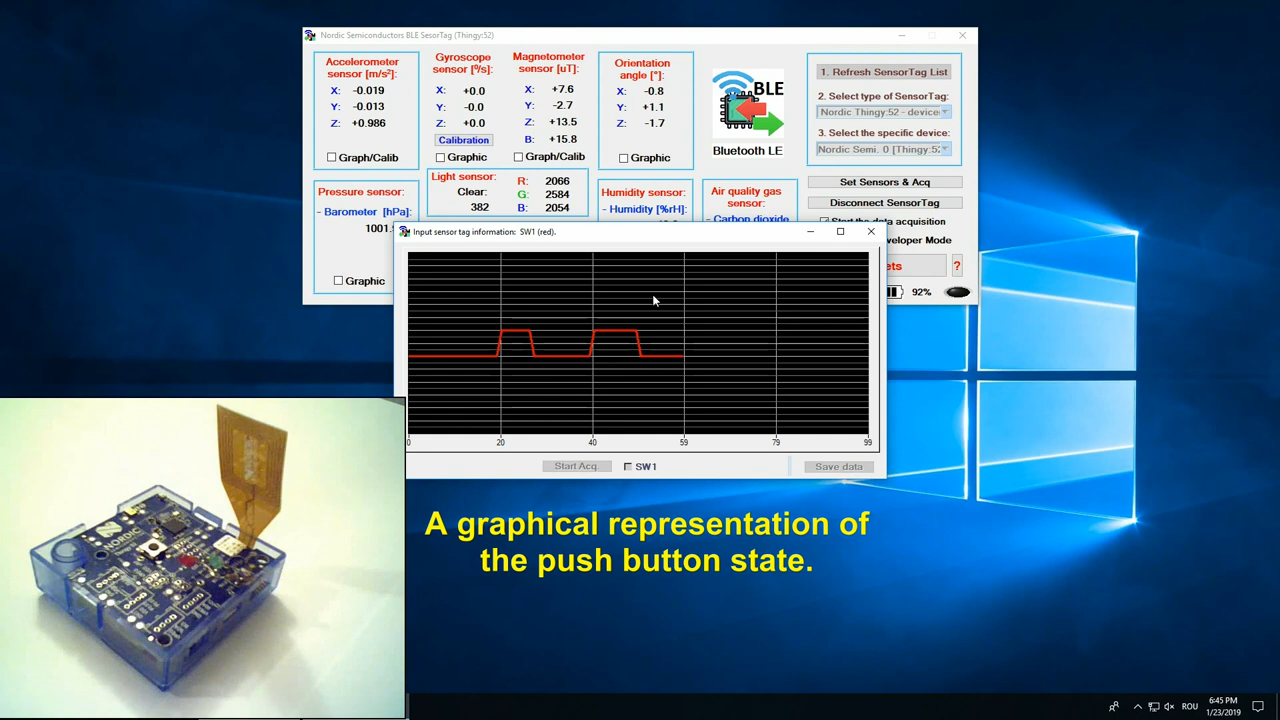 Nordic Semiconductors BLE SesorTag (Thingy:52)
Accelerometer
sensor [m/s²]:
X: -0.019
Y: -0.013
Z: +0.986
Graph/Calib
Gyroscope
sensor [º/s]:
X: +0.0
Y: -0.0
Z: +0.0
Calibration
Graphic
Magnetometer
sensor [uT]:
X: +7.6
Y: -2.7
Z: +13.5
B: +15.8
Graph/Calib
Orientation
angle [°]:
X: -0.8
Y: +1.1
Z: -1.7
Graphic
BLE
Bluetooth LE
1. Refresh SensorTag List
2. Select type of SensorTag:
Nordic Thingy:52 - device
3. Select the specific device:
Nordic Semi. 0 [Thingy:52
Set Sensors & Acq
Disconnect SensorTag
Start the data acquisition
veloper Mode
ets
?
92%
Pressure sensor:
- Barometer [hPa]
1001.
Graphic
Light sensor:
Clear:
382
R: 2066
G: 2584
B: 2054
Humidity sensor:
- Humidity [%rH]:
Air quality gas
sensor:
- Carbon dioxide
Input sensor tag information: SW1 (red).
0 20 40 59 79 99
Start Acq.
SW1
Save data
NORDIC
A graphical representation of
the push button state.
ROU
6:45 PM
1/23/2019